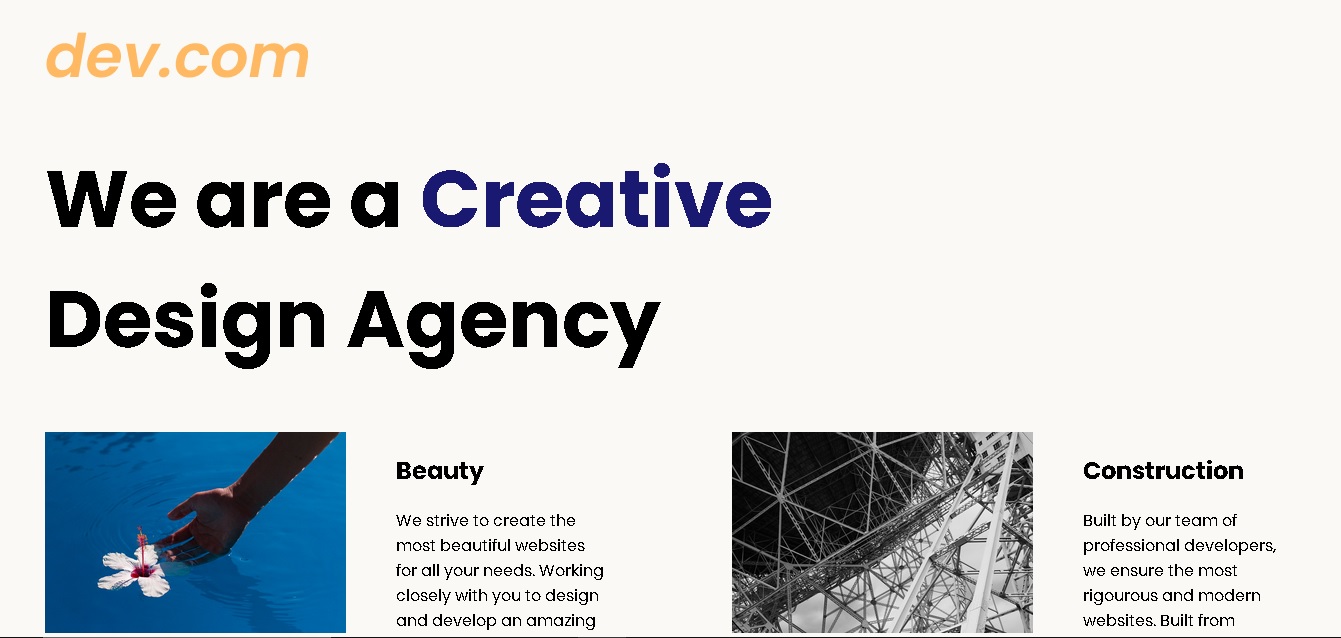 dev.com
We are a Creative
Design Agency
Beauty
We strive to create the
most beautiful websites
for all your needs. Working
closely with you to design
and develop an amazing
Construction
Built by our team of
professional developers,
we ensure the most
rigourous and modern
websites. Built from